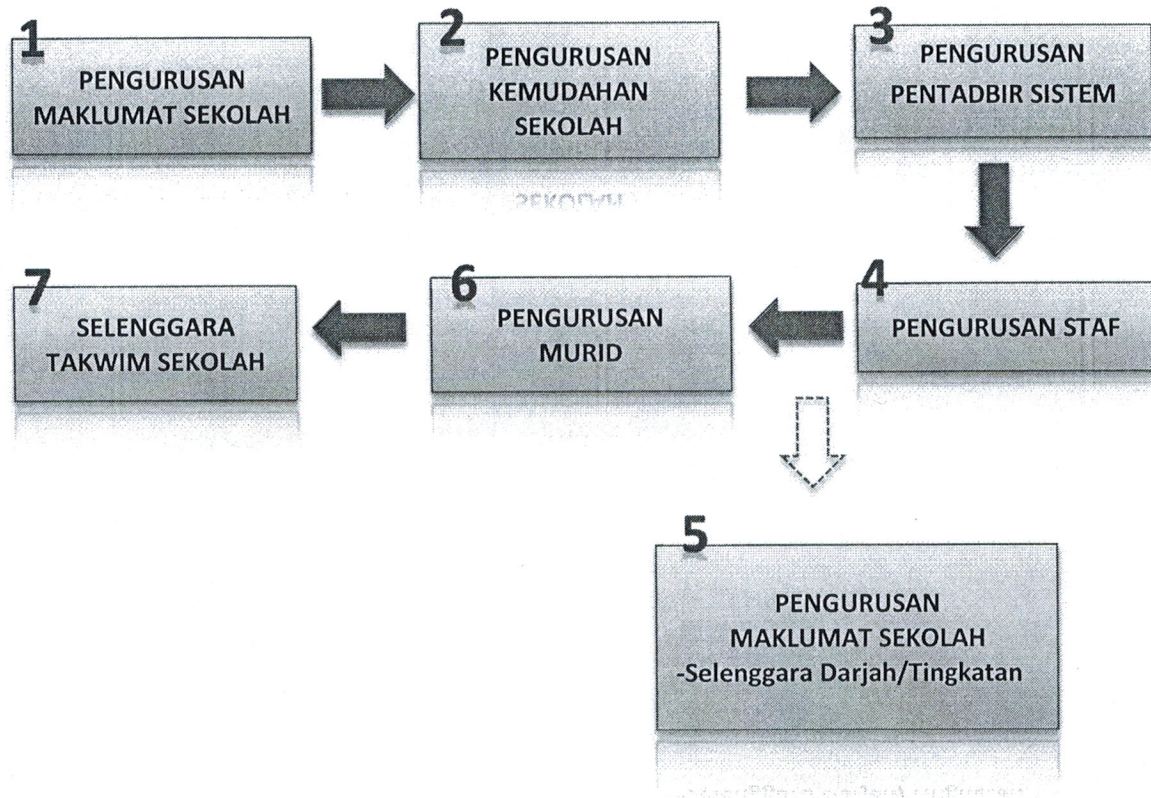 1
PENGURUSAN
MAKLUMAT SEKOLAH
2
PENGURUSAN
KEMUDAHAN
SEKOLAH
3
PENGURUSAN
PENTADBIR SISTEM
4
PENGURUSAN STAF
5
PENGURUSAN
MAKLUMAT SEKOLAH
-Selenggara Darjah/Tingkatan
6
PENGURUSAN
MURID
7
SELENGGARA
TAKWIM SEKOLAH